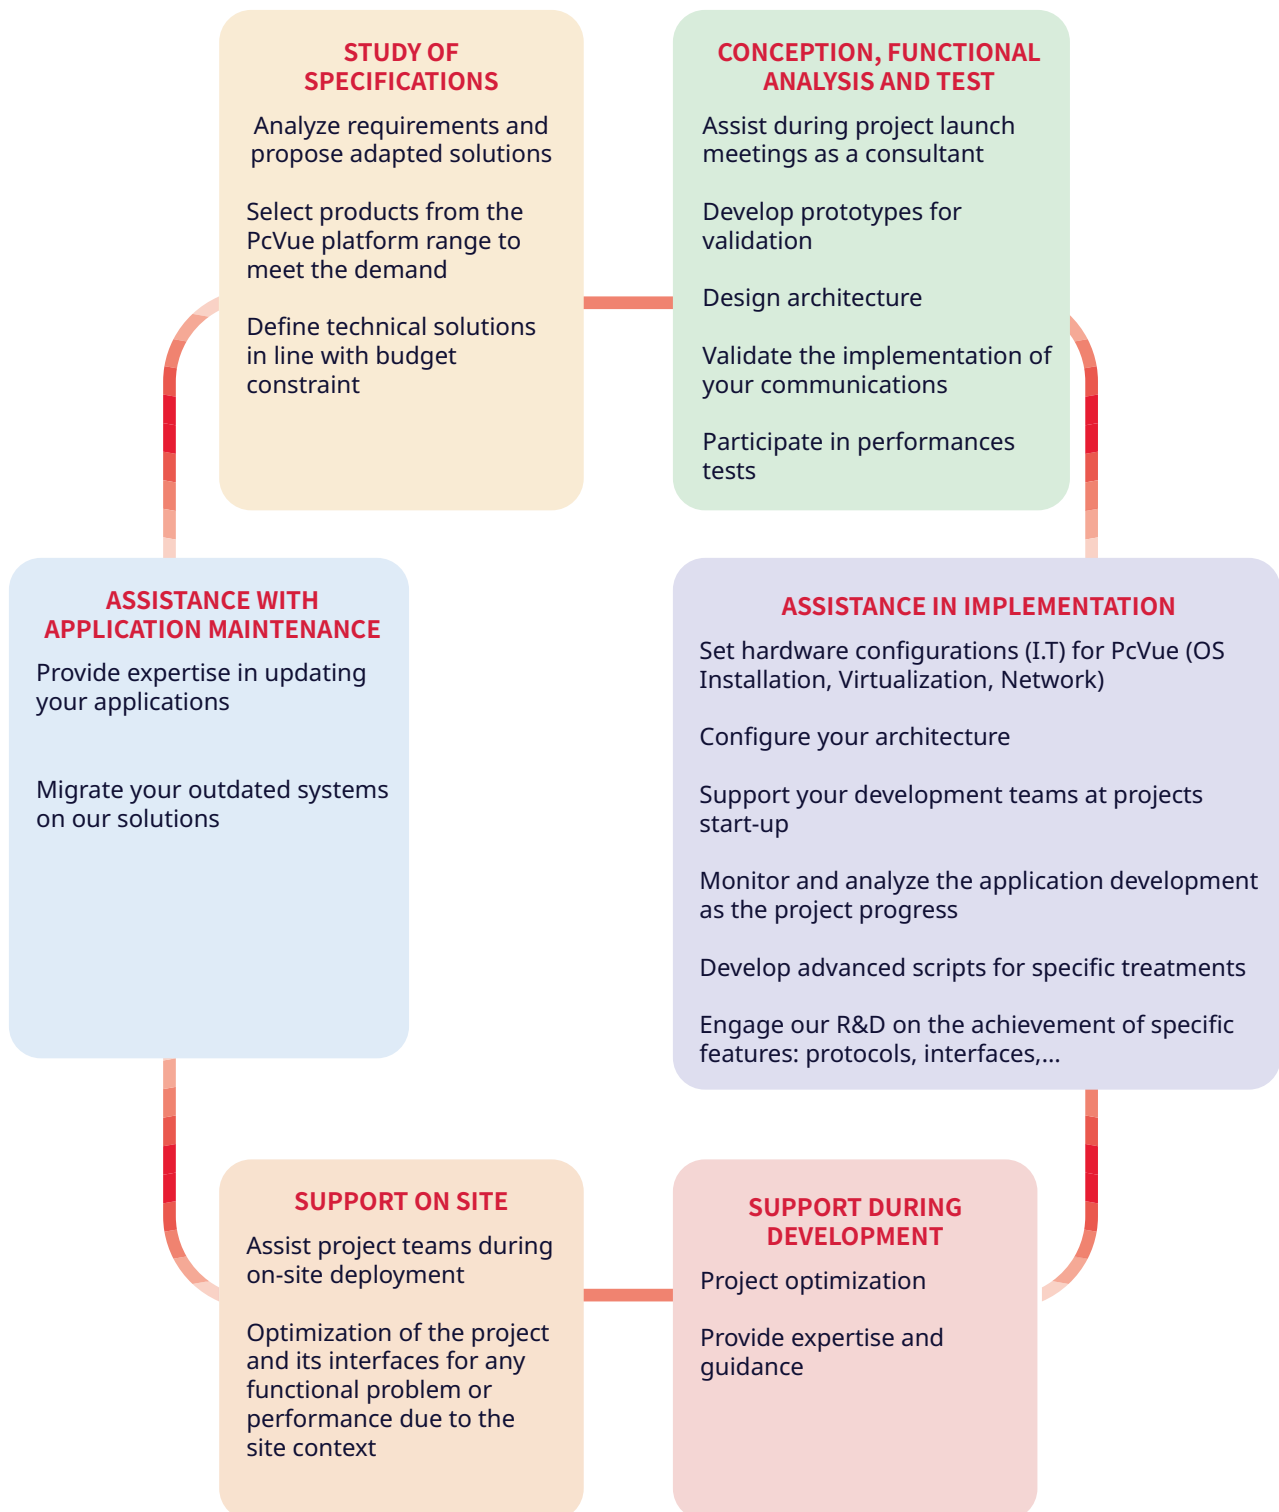 STUDY OF
SPECIFICATIONS
Analyze requirements and
propose adapted solutions
Select products from the
PcVue platform range to
meet the demand
Define technical solutions
in line with budget
constraint
CONCEPTION, FUNCTIONAL
ANALYSIS AND TEST
Assist during project launch
meetings as a consultant
Develop prototypes for
validation
Design architecture
Validate the implementation of
your communications
Participate in performances
tests
ASSISTANCE WITH
APPLICATION MAINTENANCE
Provide expertise in updating
your applications
Migrate your outdated systems
on our solutions
ASSISTANCE IN IMPLEMENTATION
Set hardware configurations (I.T) for PcVue (OS
Installation, Virtualization, Network)
Configure your architecture
Support your development teams at projects
start-up
Monitor and analyze the application development
as the project progress
Develop advanced scripts for specific treatments
Engage our R&D on the achievement of specific
features: protocols, interfaces,...
SUPPORT ON SITE
Assist project teams during
on-site deployment
Optimization of the project
and its interfaces for any
functional problem or
performance due to the
site context
SUPPORT DURING
DEVELOPMENT
Project optimization
Provide expertise and
guidance